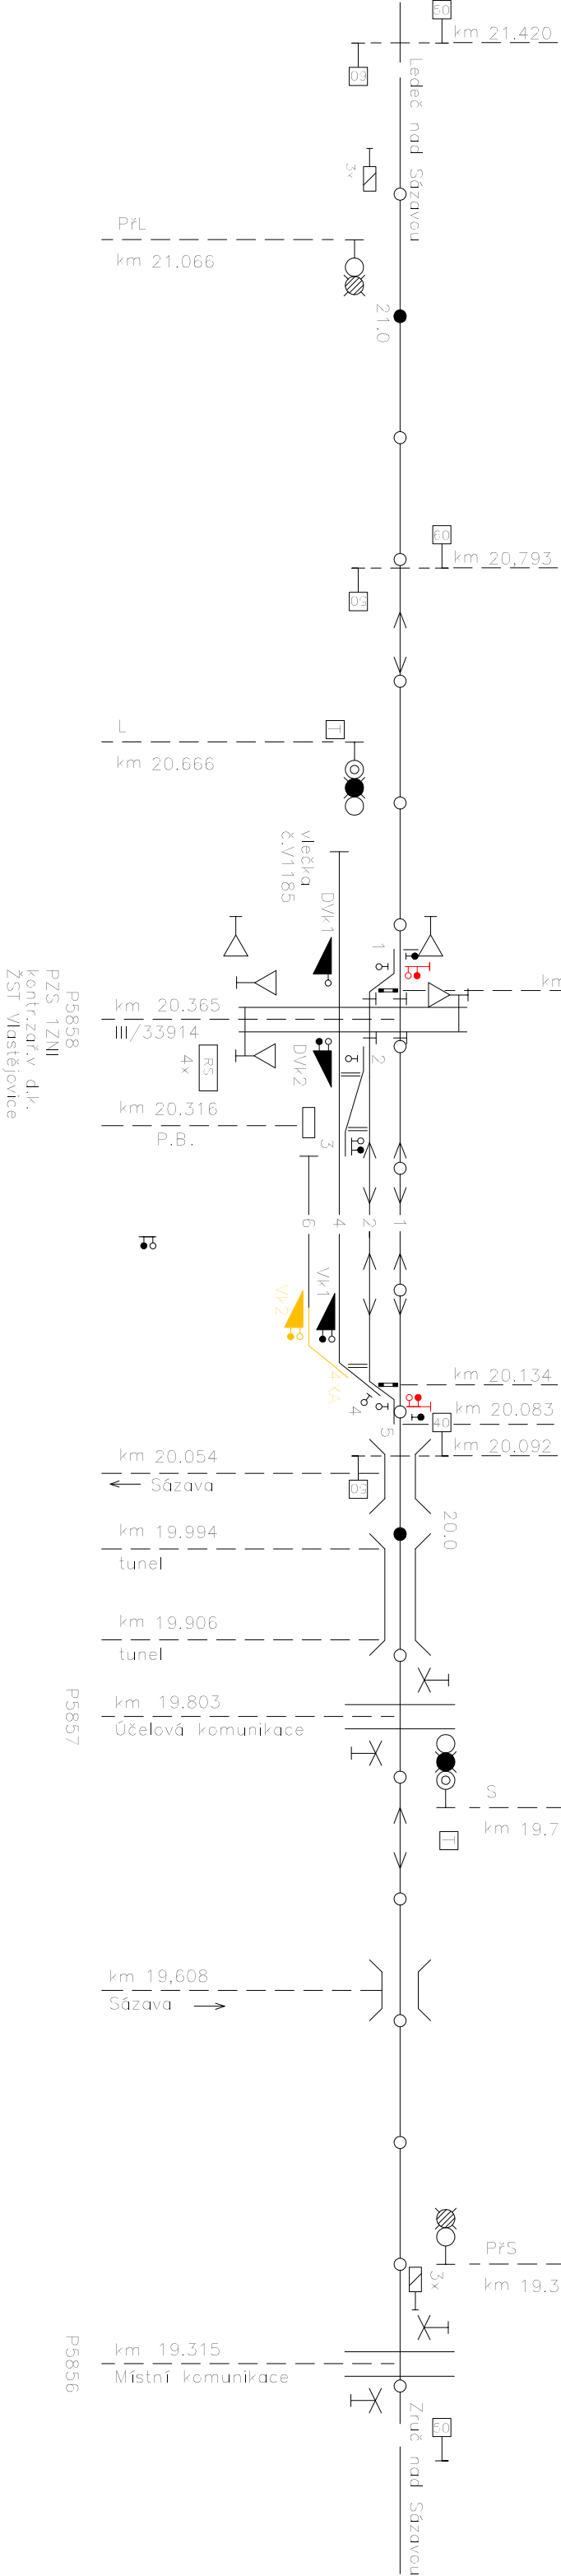 50
km 21.420
60
Ledeč nad Sázavou
3x
PřL
km 21.066
21.0
60
km 20,793
50
L
T
km 20.666
vlečka
č.V1185
DVk1
1
km
km 20.365
III/33914
P5858
PZS 1ZNI
kontr.zař.v d.k.
ŽST Vlastějovice
RS
4x
DVk2
2
km 20.316
P.B.
3
6
4
2
1
Vk2
Vk1
4
KA
4
5
km 20.134
km 20.083
40
km 20.092
km 20.054
Sázava
50
20.0
km 19.994
tunel
km 19.906
tunel
P5857
km 19.803
Účelová komunikace
S
km 19.7
T
km 19,608
Sázava
PřS
km 19.3
3x
P5856
km 19.315
Místní komunikace
50
Zruč nad Sázavou